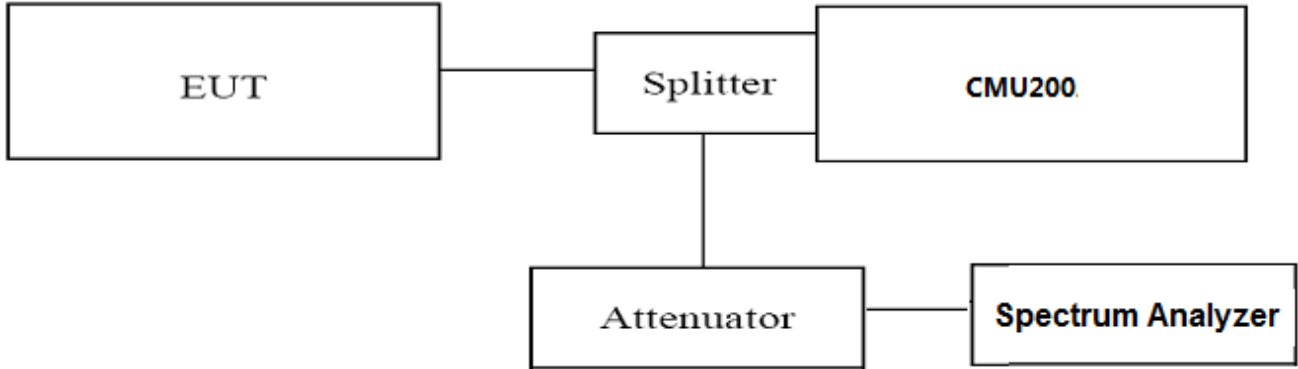 EUT
Splitter
CMU200
Attenuator
Spectrum Analyzer